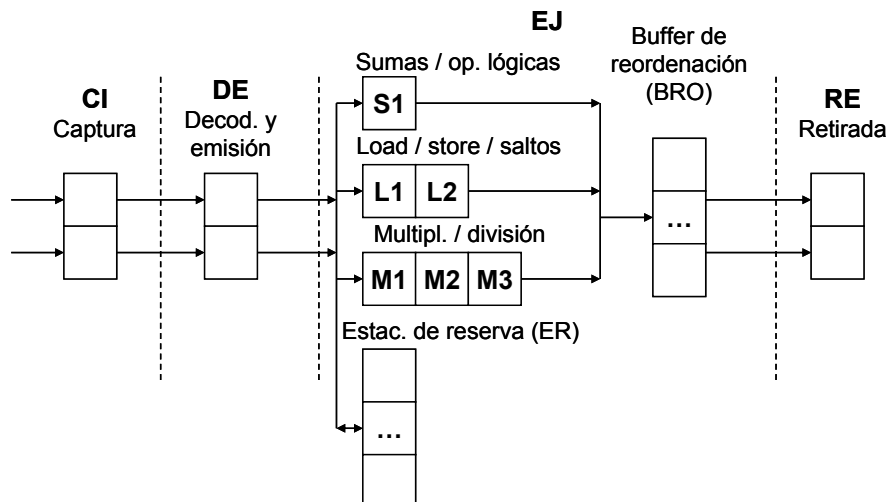 EJ
CI
Captura
DE
Decod. y
emisión
Sumas / op. lógicas
S1
Load / store / saltos
L1 L2
Multipl. / división
M1 M2 M3
Estac. de reserva (ER)
...
Buffer de
reordenación
(BRO)
...
RE
Retirada